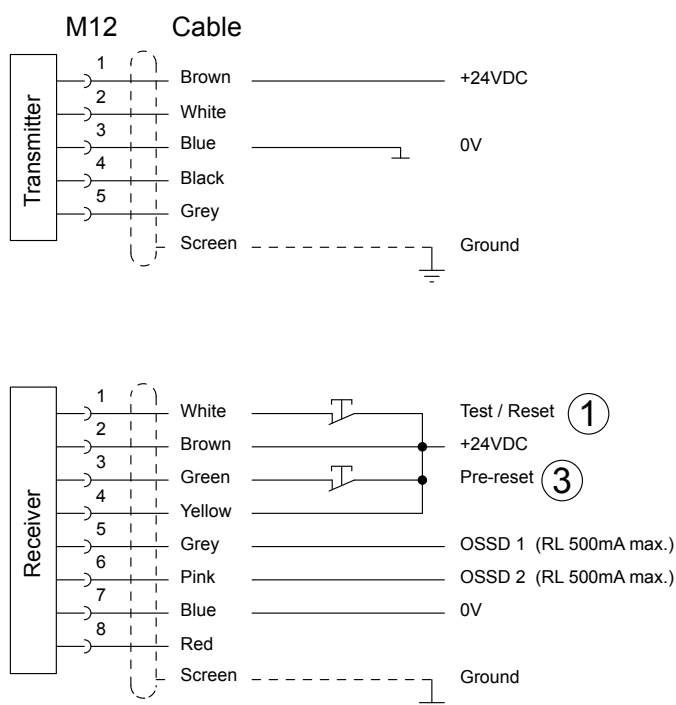 M12 Cable
Transmitter
1 Brown +24VDC
2 White
3 Blue 0V
4 Black
5 Grey
Screen Ground
Receiver
1 White Test / Reset 1
2 Brown +24VDC
3 Green Pre-reset 3
4 Yellow
5 Grey OSSD 1 (RL 500mA max.)
6 Pink OSSD 2 (RL 500mA max.)
7 Blue 0V
8 Red
Screen Ground